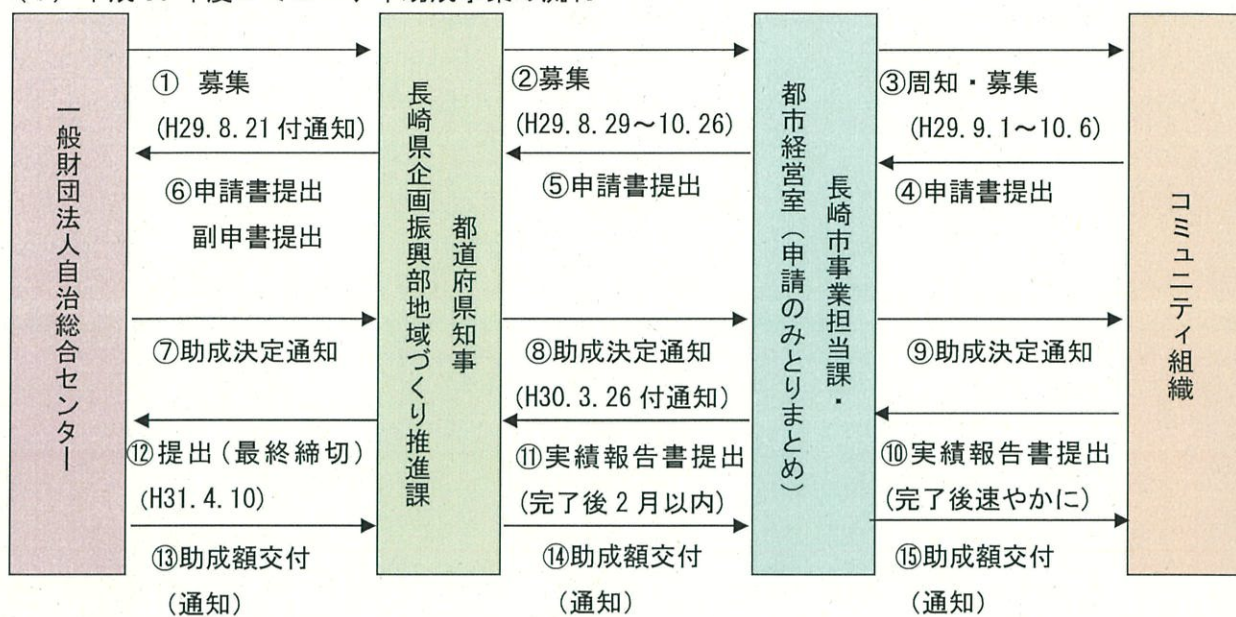 一般財団法人自治総合センター
① 募集
(H29.8.21 付通知)
⑥申請書提出
副申書提出
⑦助成決定通知
⑫提出(最終締切)
(H31.4.10)
⑬助成額交付
(通知)
都道府県知事
長崎県企画振興部地域づくり推進課
②募集
(H29.8.29～10.26)
⑤申請書提出
⑧助成決定通知
(H30.3.26 付通知)
⑪実績報告書提出
(完了後 2 月以内)
⑭助成額交付
(通知)
長崎市事業担当課・
都市経営室(申請のみとりまとめ)
③周知・募集
(H29.9.1～10.6)
④申請書提出
⑨助成決定通知
⑩実績報告書提出
(完了後速やかに)
⑮助成額交付
(通知)
コミュニティ組織